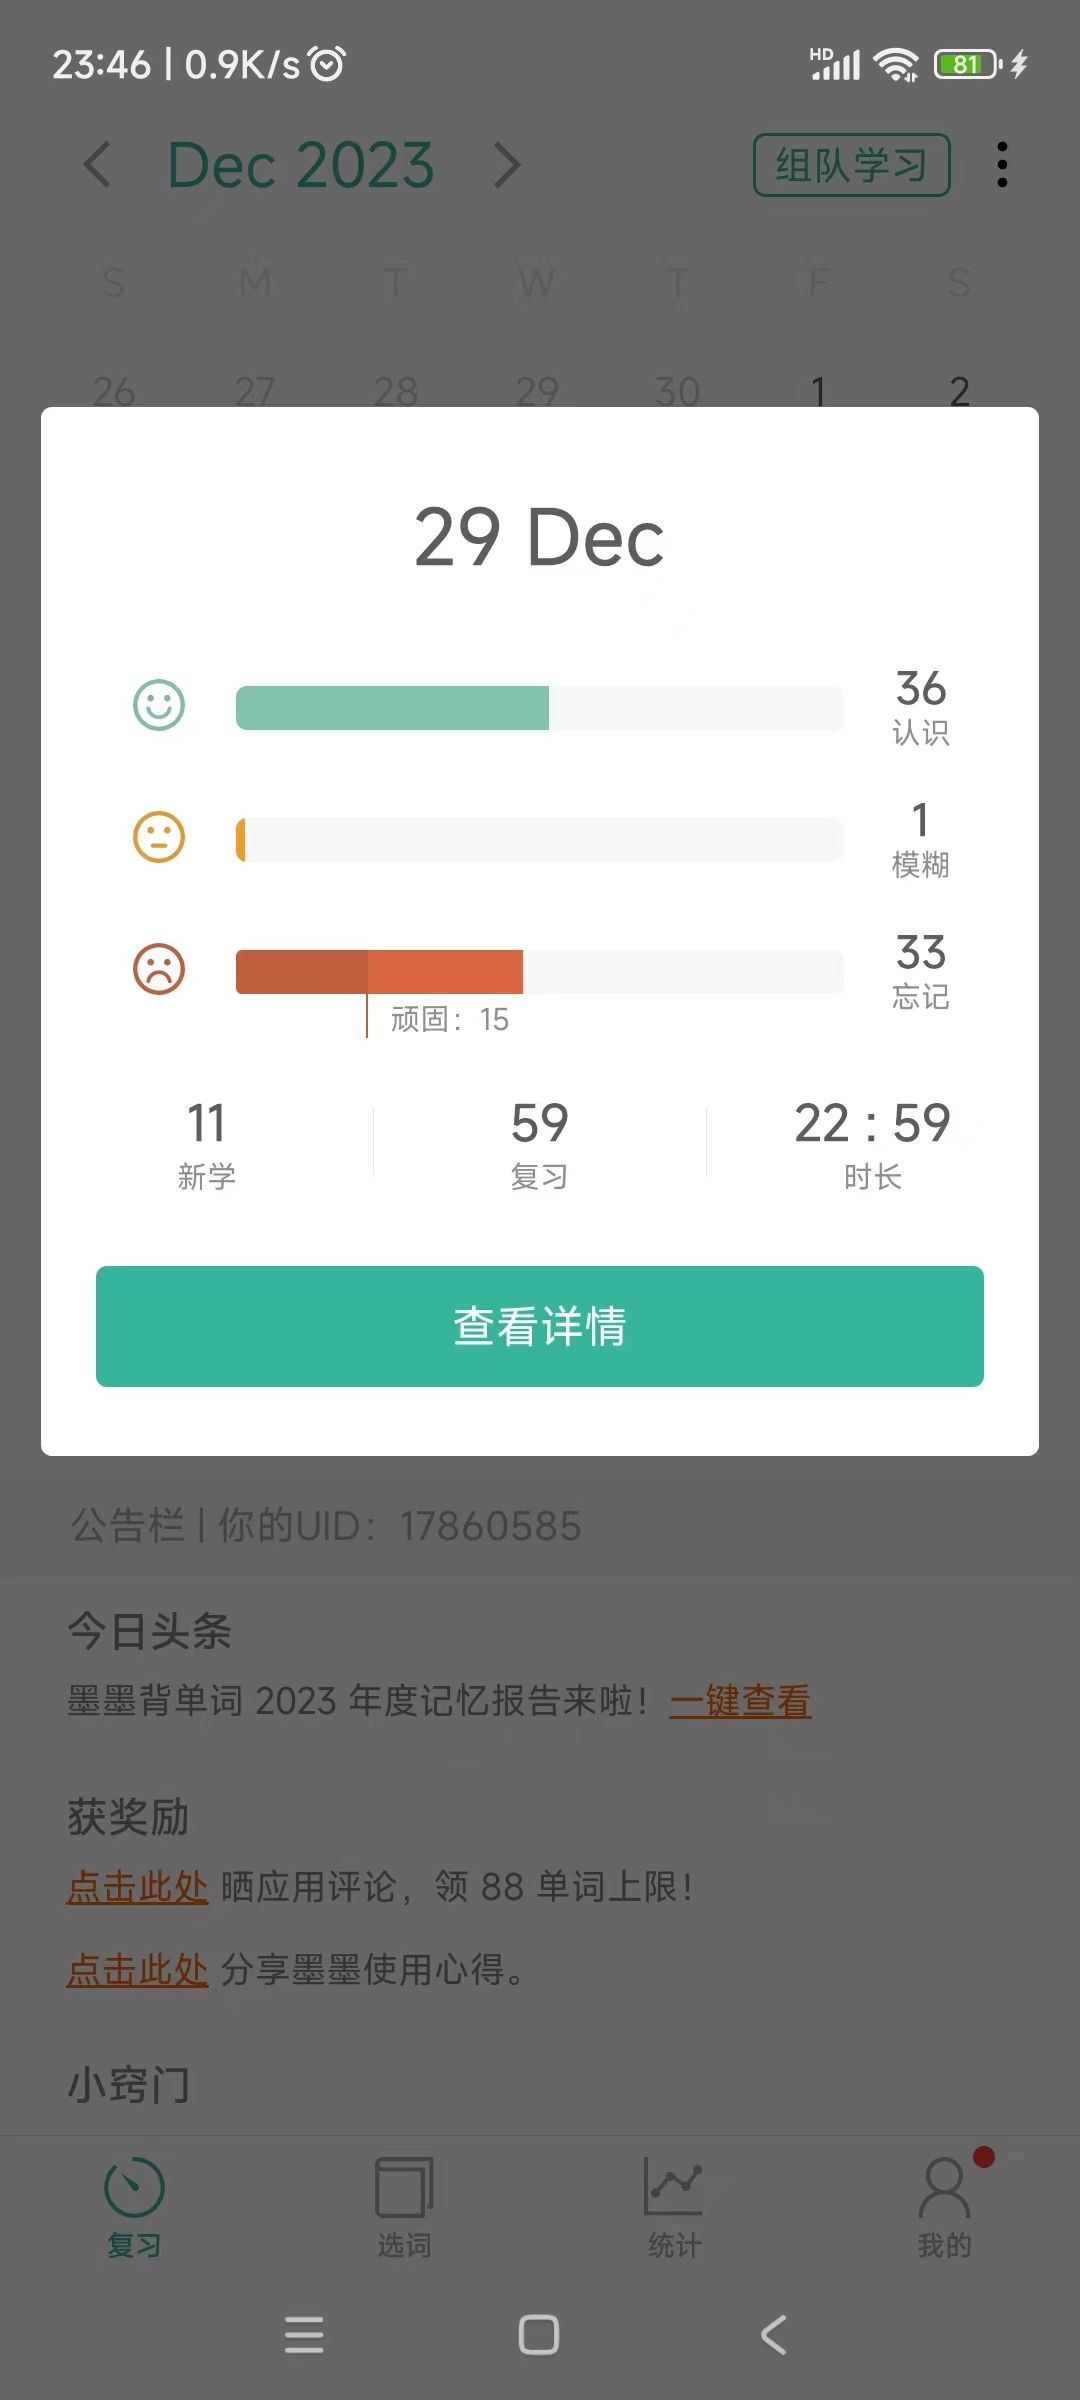 23:46 | 0.9K/s
HD
81
Dec 2023
组队学习
S M T W T F S
26 27 28 29 30 1 2
29 Dec
36
认识
1
模糊
33
忘记
顽固：15
11
新学
59
复习
22 : 59
时长
查看详情
公告栏 | 你的UID：17860585
今日头条
墨墨背单词 2023 年度记忆报告来啦！一键查看
获奖励
点击此处 晒应用评论，领 88 单词上限！
点击此处 分享墨墨使用心得。
小窍门
复习
选词
统计
我的